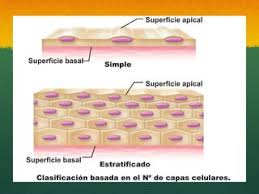 Superficie apical
Superficie basal
Simple
Superficie apical
Superficie basal
Estratificado
Clasificación basada en el Nº de capas celulares.